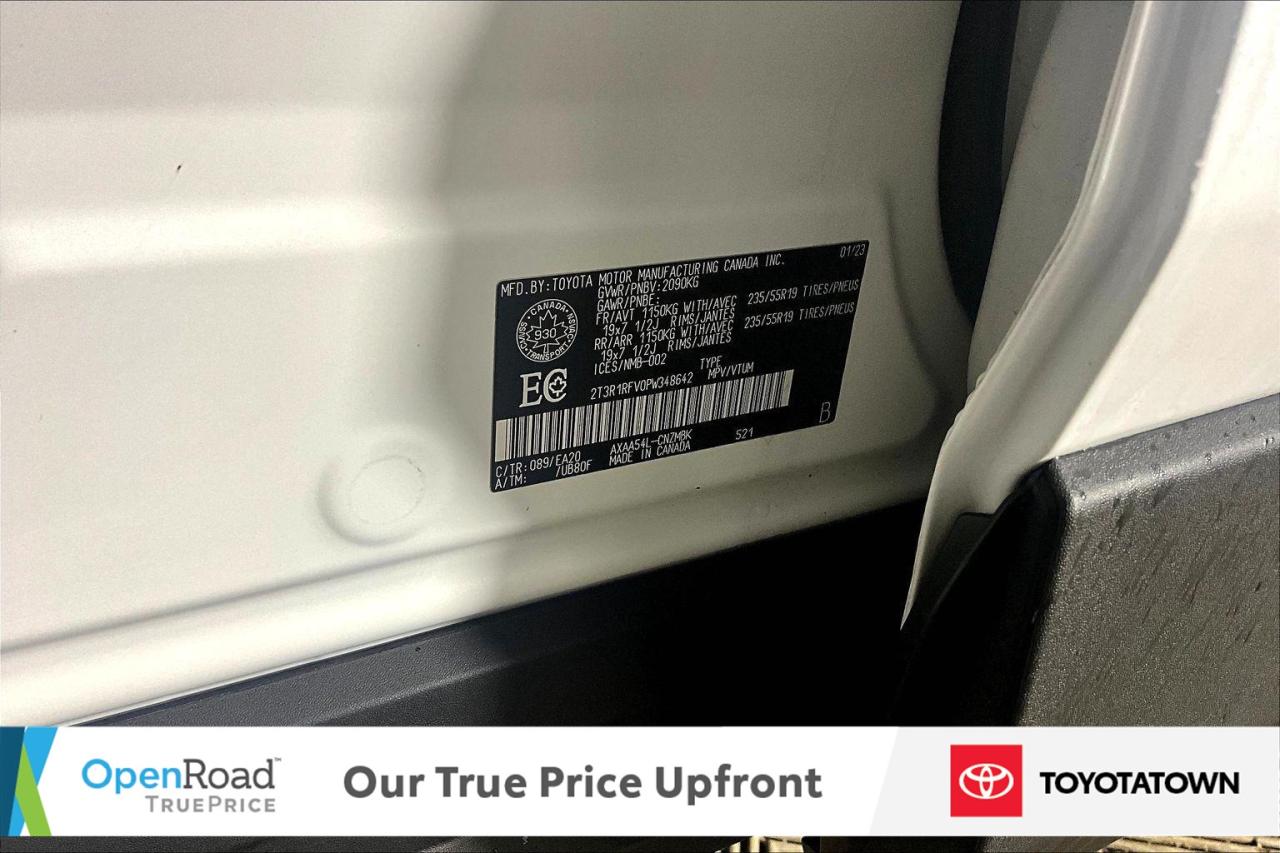 MFD.BY:TOYOTA MOTOR MANUFACTURING CANADA INC. 01/23
GVWR/PNBV:2090KG
GAWR/PNBE:
FR/AVT 1150KG WITH/AVEC 235/55R19 TIRES/PNEUS
19x7 1/2J RIMS/JANTES
RR/ARR 1150KG WITH/AVEC 235/55R19 TIRES/PNEUS
19x7 1/2J RIMS/JANTES
ICES/NMB-002 TYPE
2T3R1RFV0PW348642 MPV/VTUM
CANADA
930
TRANSPORT
EC
B
C/TR:089/EA20 AXAA54L-CNZMBK 521
A/TM: /UB80F MADE IN CANADA
OpenRoad™
TRUEPRICE
Our True Price Upfront
TOYOTATOWN